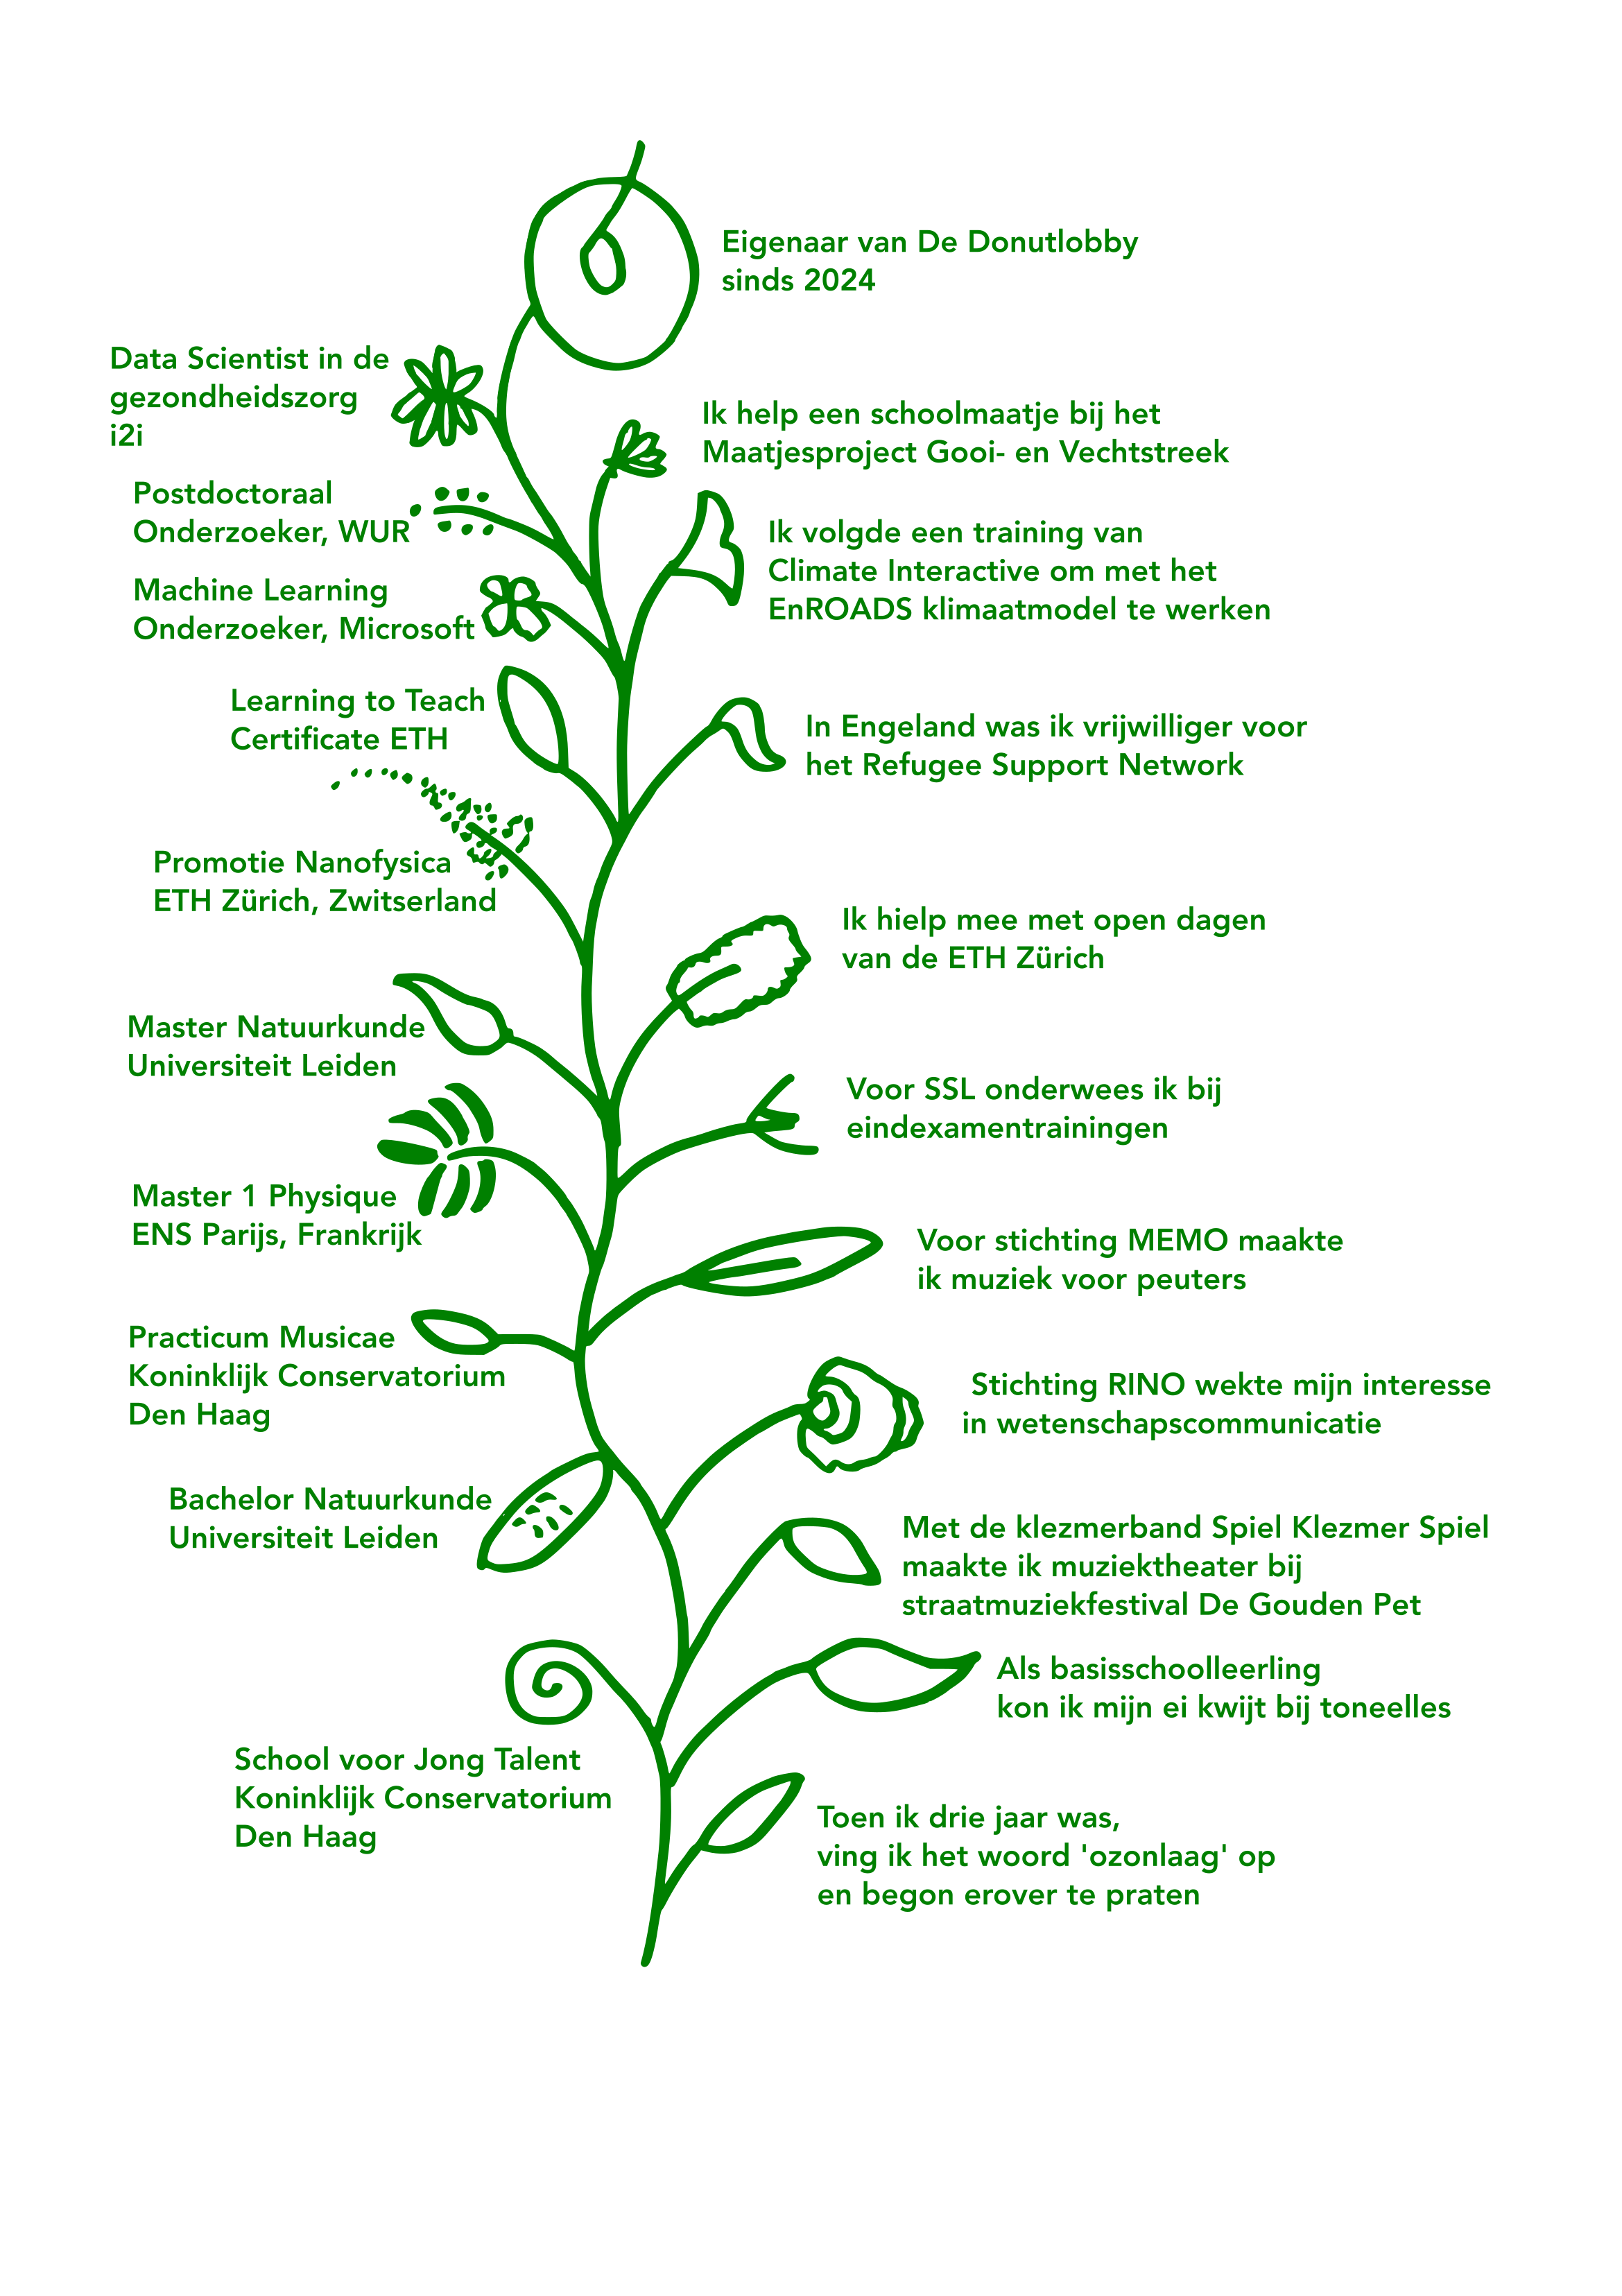 Eigenaar van De Donutlobby
sinds 2024
Data Scientist in de
gezondheidszorg
i2i
Ik help een schoolmaatje bij het
Maatjesproject Gooi- en Vechtstreek
Postdoctoraal
Onderzoeker, WUR
Ik volgde een training van
Climate Interactive om met het
EnROADS klimaatmodel te werken
Machine Learning
Onderzoeker, Microsoft
Learning to Teach
Certificate ETH
In Engeland was ik vrijwilliger voor
het Refugee Support Network
Promotie Nanofysica
ETH Zürich, Zwitserland
Ik hielp mee met open dagen
van de ETH Zürich
Master Natuurkunde
Universiteit Leiden
Voor SSL onderwees ik bij
eindexamentrainingen
Master 1 Physique
ENS Parijs, Frankrijk
Voor stichting MEMO maakte
ik muziek voor peuters
Practicum Musicae
Koninklijk Conservatorium
Den Haag
Stichting RINO wekte mijn interesse
in wetenschapscommunicatie
Bachelor Natuurkunde
Universiteit Leiden
Met de klezmerband Spiel Klezmer Spiel
maakte ik muziektheater bij
straatmuziekfestival De Gouden Pet
Als basisschoolleerling
kon ik mijn ei kwijt bij toneelles
School voor Jong Talent
Koninklijk Conservatorium
Den Haag
Toen ik drie jaar was,
ving ik het woord 'ozonlaag' op
en begon erover te praten